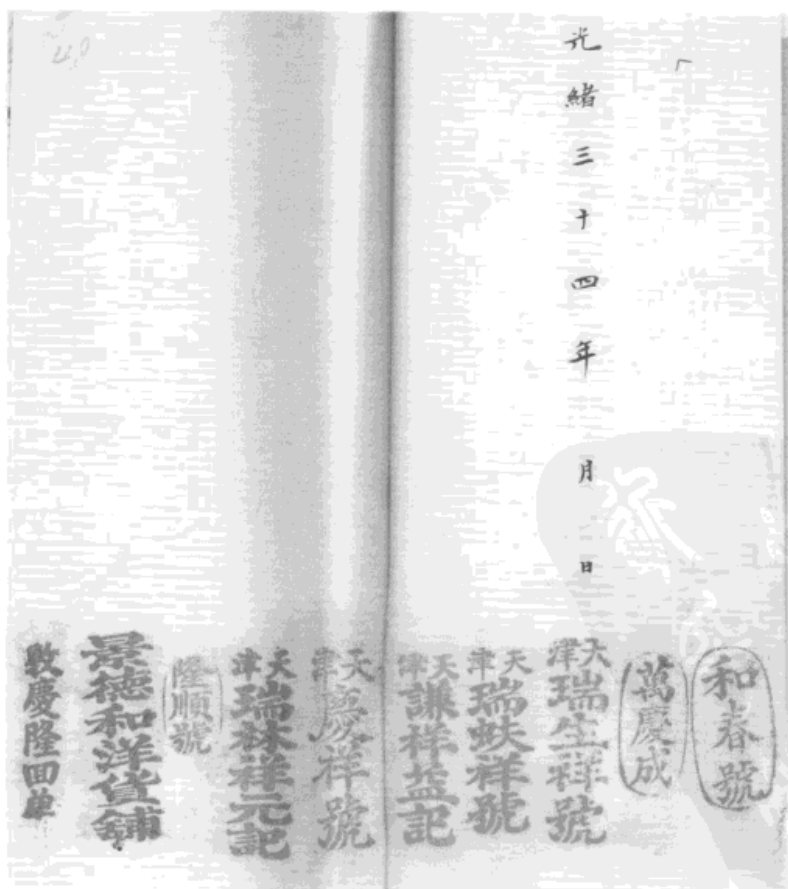 光緒三十四年 月 日
和春號
萬慶成
天津瑞生祥號
天津瑞蚨祥號
天津謙祥益記
天津慶祥號
天津瑞林祥元記
隆順號
景德和洋貨鋪
敦慶隆回單